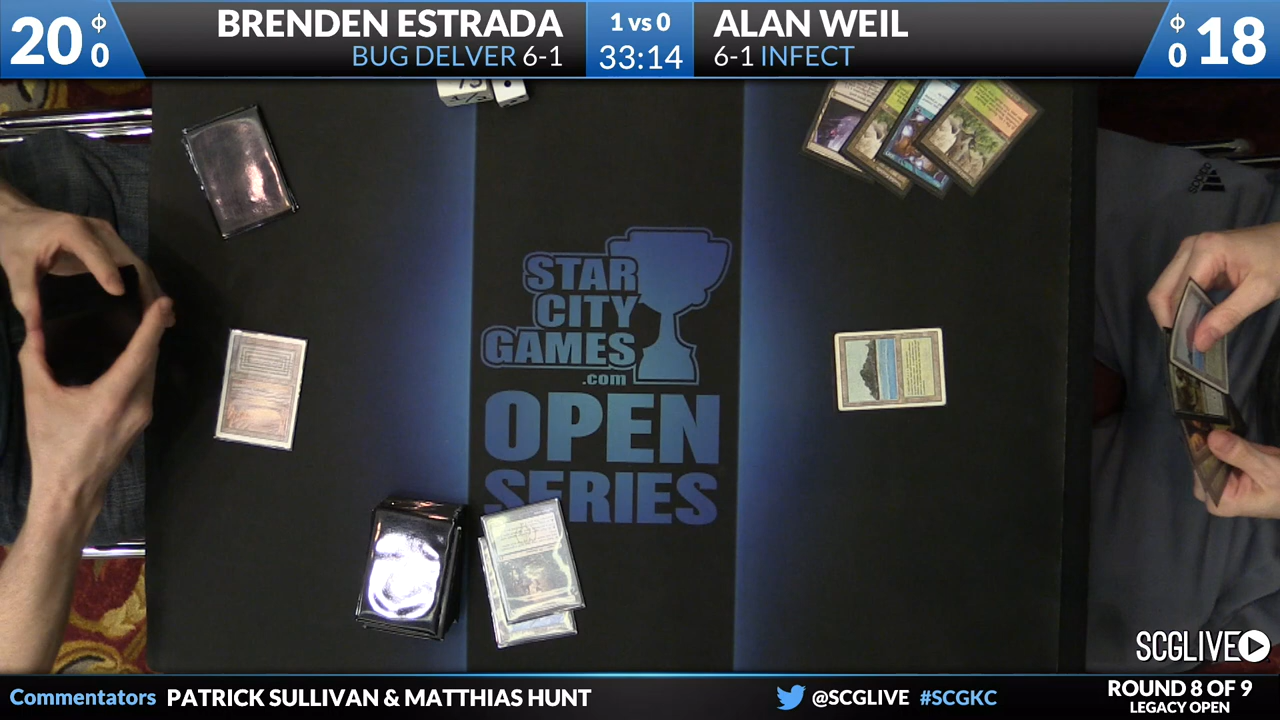 20 ⌽ 0
BRENDEN ESTRADA
BUG DELVER 6-1
1 vs 0
33:14
ALAN WEIL
6-1 INFECT
⌽ 0 18
STAR
CITY
GAMES
.com
OPEN
SERIES
SCGLIVE
Commentators PATRICK SULLIVAN & MATTHIAS HUNT
@SCGLIVE #SCGKC
ROUND 8 OF 9
LEGACY OPEN